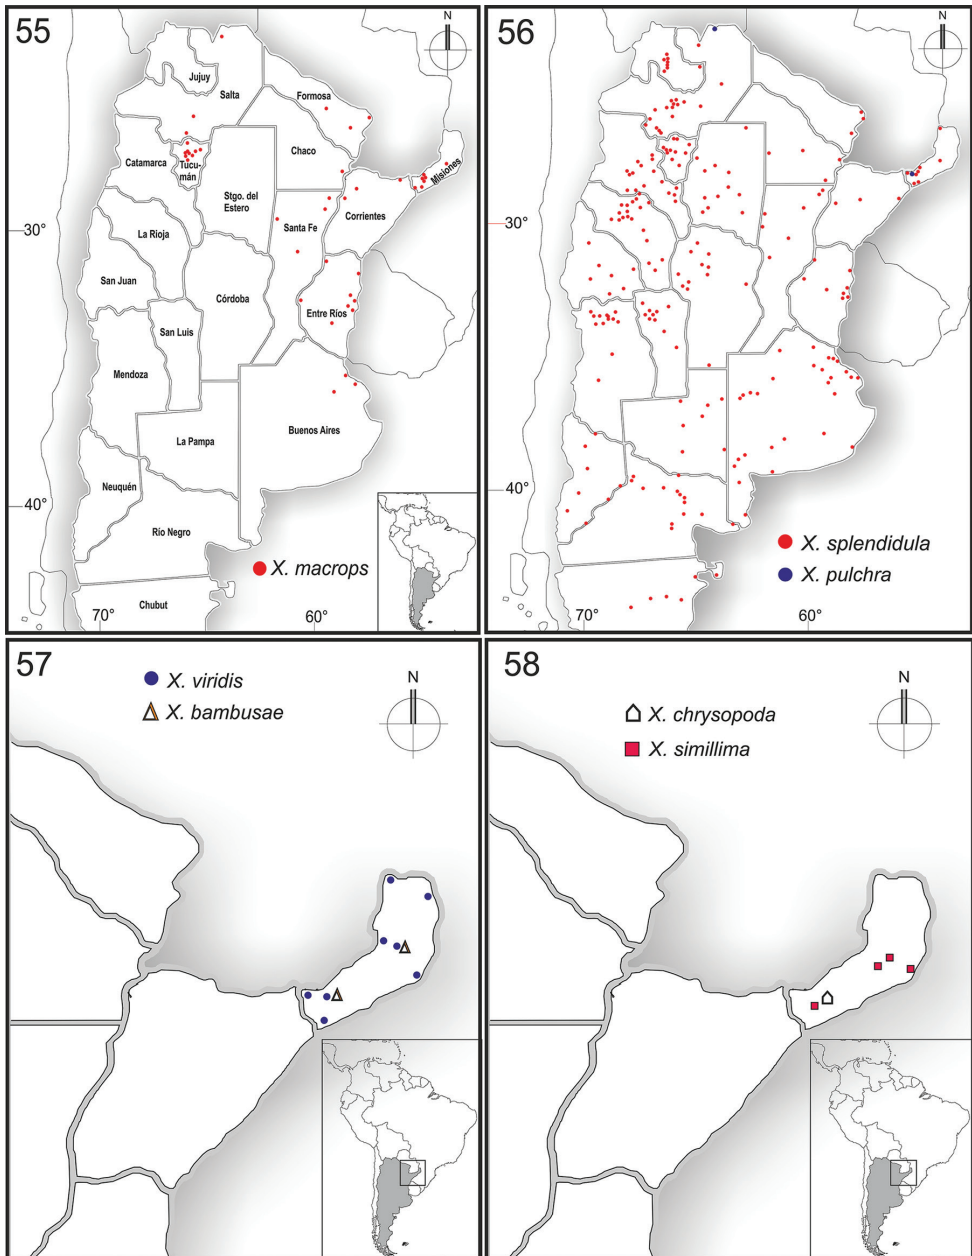 55
N
Jujuy
Salta
Formosa
Chaco
Catamarca
Tucu-
mán
Misiones
Stgo. del
Estero
Corrientes
30°
La Rioja
Santa Fe
San Juan
Córdoba
Entre Ríos
San Luis
Mendoza
Buenos Aires
La Pampa
Neuquén
40°
Río Negro
X. macrops
Chubut
70°
60°
56
N
30°
40°
X. splendidula
X. pulchra
70°
60°
57
X. viridis
X. bambusae
N
58
X. chrysopoda
X. simillima
N